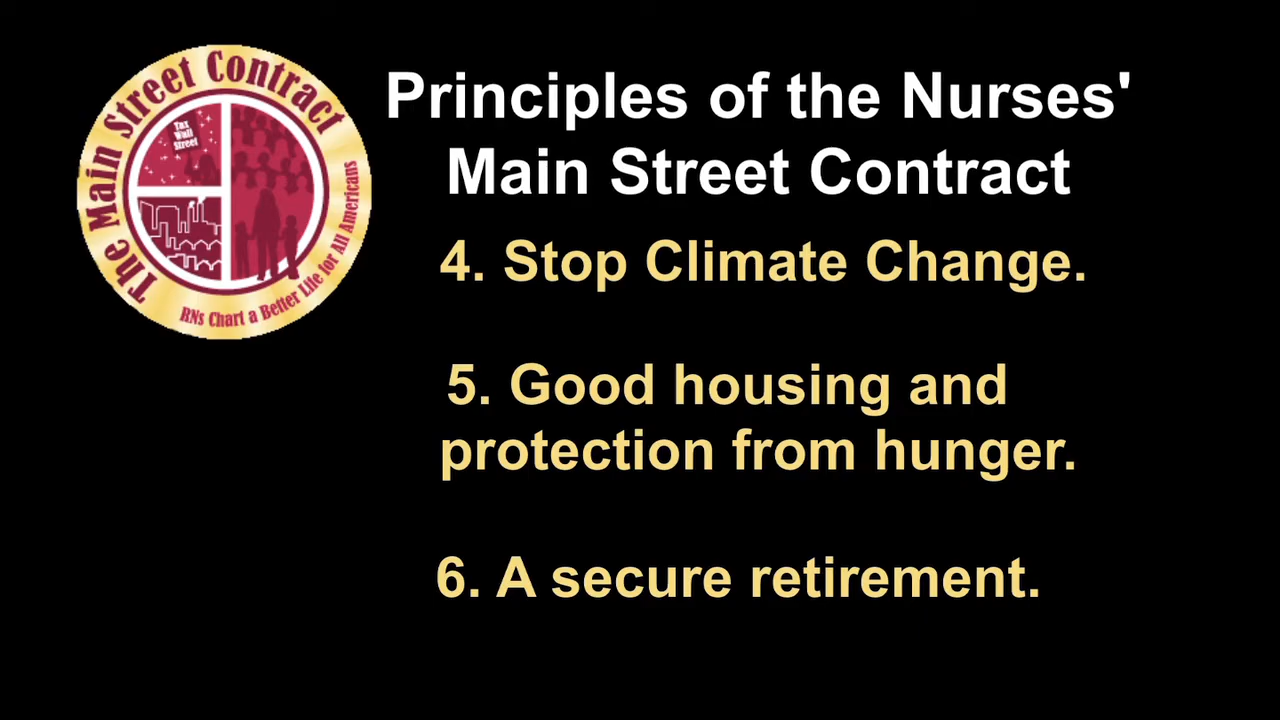 The Main Street Contract
Tax
Wall
Street
RNs Chart a Better Life for All Americans
Principles of the Nurses'
Main Street Contract
4. Stop Climate Change.
5. Good housing and
protection from hunger.
6. A secure retirement.